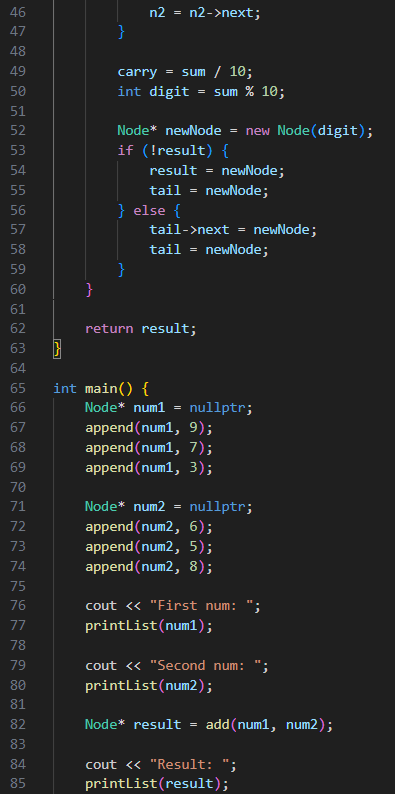 46 n2 = n2->next;
47 }
48
49 carry = sum / 10;
50 int digit = sum % 10;
51
52 Node* newNode = new Node(digit);
53 if (!result) {
54 result = newNode;
55 tail = newNode;
56 } else {
57 tail->next = newNode;
58 tail = newNode;
59 }
60 }
61
62 return result;
63 }
64
65 int main() {
66 Node* num1 = nullptr;
67 append(num1, 9);
68 append(num1, 7);
69 append(num1, 3);
70
71 Node* num2 = nullptr;
72 append(num2, 6);
73 append(num2, 5);
74 append(num2, 8);
75
76 cout << "First num: ";
77 printList(num1);
78
79 cout << "Second num: ";
80 printList(num2);
81
82 Node* result = add(num1, num2);
83
84 cout << "Result: ";
85 printList(result);